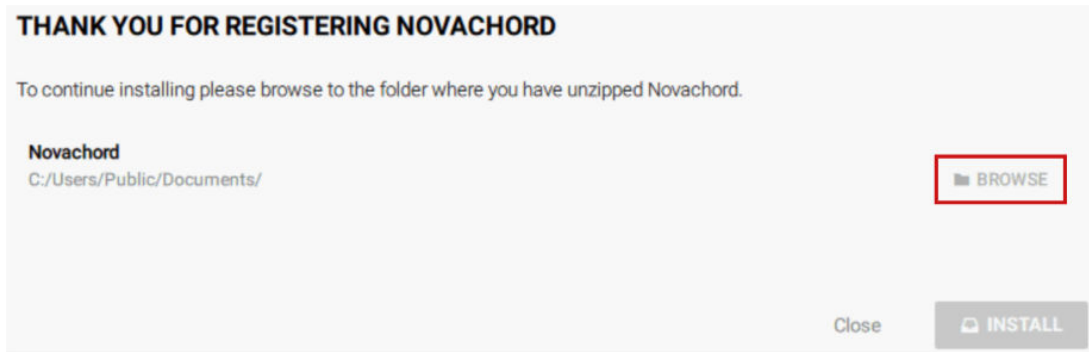 THANK YOU FOR REGISTERING NOVACHORD
To continue installing please browse to the folder where you have unzipped Novachord.
Novachord
C:/Users/Public/Documents/
BROWSE
Close
INSTALL